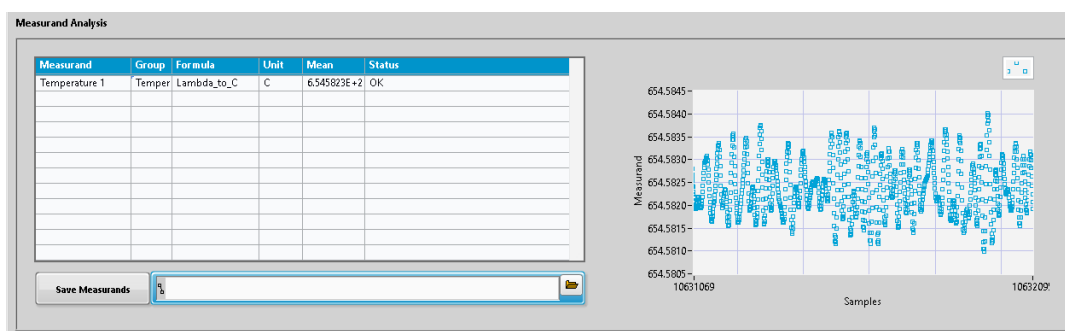 Measurand Analysis
Measurand Group Formula Unit Mean Status
Temperature 1 Temper Lambda_to_C C 6.545823E+2 OK
Save Measurands
654.5845
654.5840
654.5835
654.5830
654.5825
654.5820
654.5815
654.5810
654.5805
Measurand
10631069 1063209
Samples